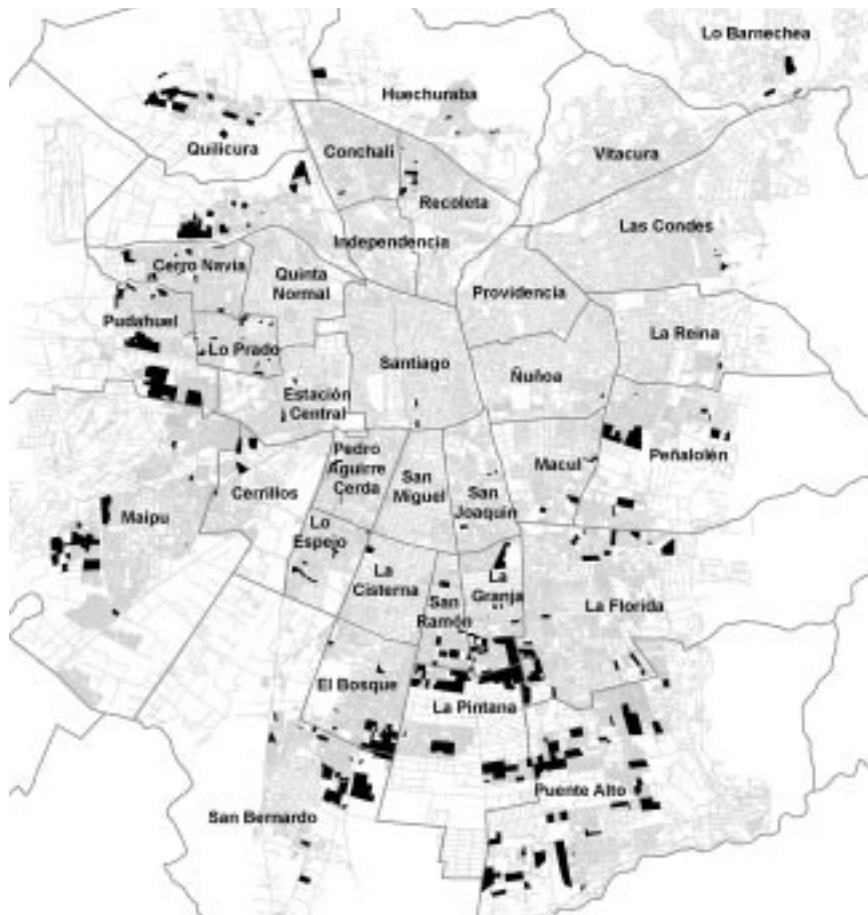 Lo Barnechea
Huechuraba
Quilicura
Conchalí
Vitacura
Recoleta
Las Condes
Independencia
Cerro Navia
Quinta
Normal
Providencia
Pudahuel
Lo Prado
La Reina
Santiago
Ñuñoa
Estación
Central
Pedro
Aguirre
Cerda
Macul
Peñalolén
San
Miguel
San
Joaquín
Cerrillos
Maipu
Lo
Espejo
La
Cisterna
La
Granja
San
Ramón
La Florida
El Bosque
La Pintana
Puente Alto
San Bernardo